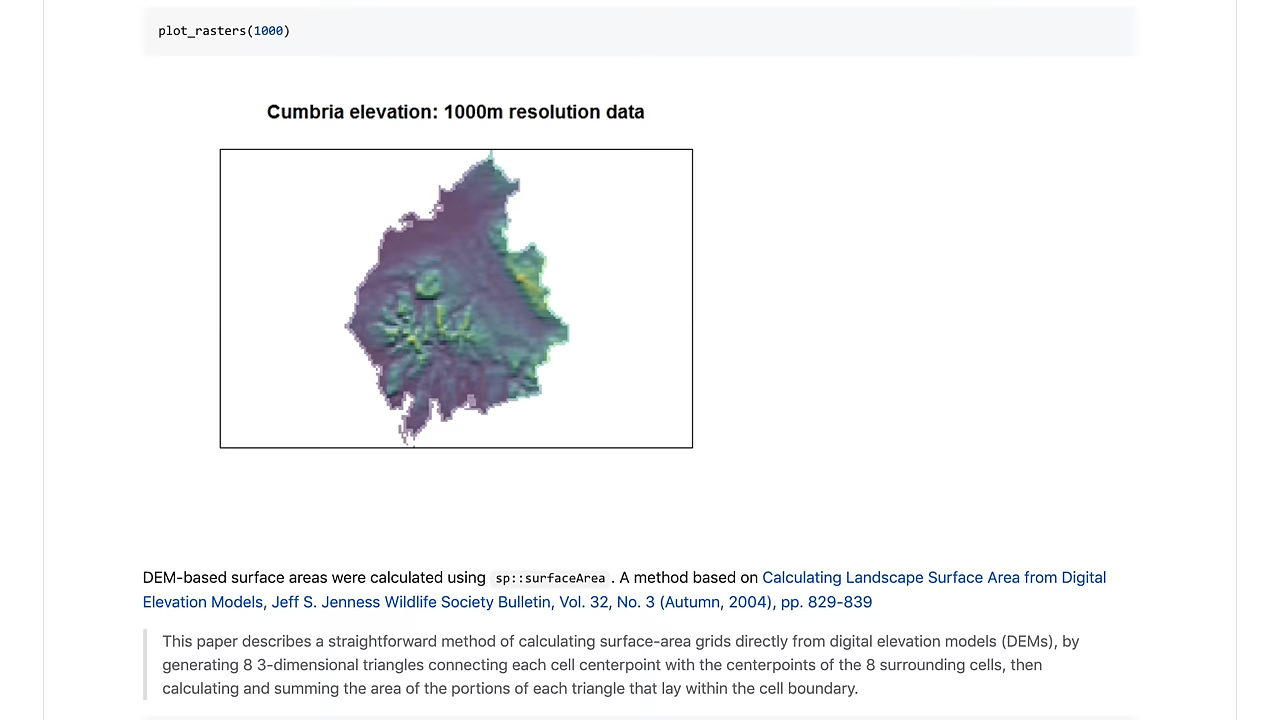 plot_rasters(1000)
Cumbria elevation: 1000m resolution data
DEM-based surface areas were calculated using sp::surfaceArea . A method based on Calculating Landscape Surface Area from Digital
Elevation Models, Jeff S. Jenness Wildlife Society Bulletin, Vol. 32, No. 3 (Autumn, 2004), pp. 829-839
This paper describes a straightforward method of calculating surface-area grids directly from digital elevation models (DEMs), by
generating 8 3-dimensional triangles connecting each cell centerpoint with the centerpoints of the 8 surrounding cells, then
calculating and summing the area of the portions of each triangle that lay within the cell boundary.